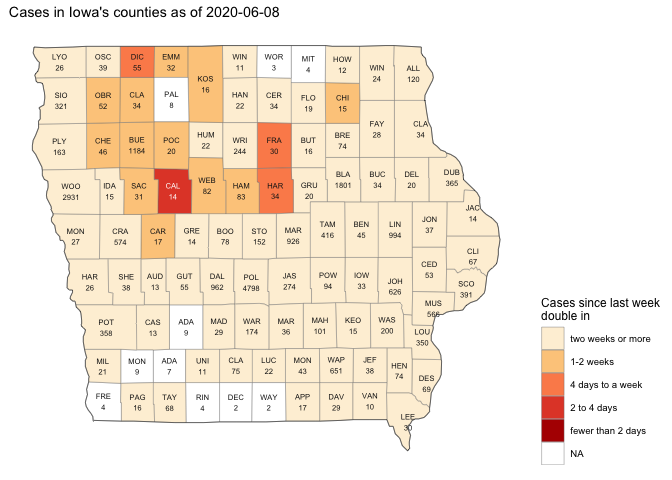 Cases in Iowa's counties as of 2020-06-08
LYO OSC DIC EMM WIN WOR MIT HOW WIN ALL
26 39 55 32 11 3 4 12 24 120
KOS
16
SIO OBR CLA PAL HAN CER FLO CHI
321 52 34 8 22 34 19 15
FAY CLA
28 34
PLY CHE BUE POC HUM WRI FRA BUT BRE
163 46 1184 20 22 244 30 16 74
WOO IDA SAC CAL WEB HAM HAR GRU BLA BUC DEL DUB
2931 15 31 14 82 83 34 20 1801 34 20 365
JAC
14
MON CRA CAR GRE BOO STO MAR TAM BEN LIN JON
27 574 17 14 78 152 926 416 45 994 37
CLI
67
CED
53
HAR SHE AUD GUT DAL POL JAS POW IOW JOH SCO
26 38 13 55 962 4798 274 94 33 626 391
MUS
566
POT CAS ADA MAD WAR MAR MAH KEO WAS LOU
358 13 9 29 174 36 101 15 200 350
MIL MON ADA UNI CLA LUC MON WAP JEF HEN
21 9 7 11 75 22 43 651 38 74
DES
69
FRE PAG TAY RIN DEC WAY APP DAV VAN
4 16 68 4 2 2 17 29 10
LEE
30
Cases since last week
double in
two weeks or more
1-2 weeks
4 days to a week
2 to 4 days
fewer than 2 days
NA